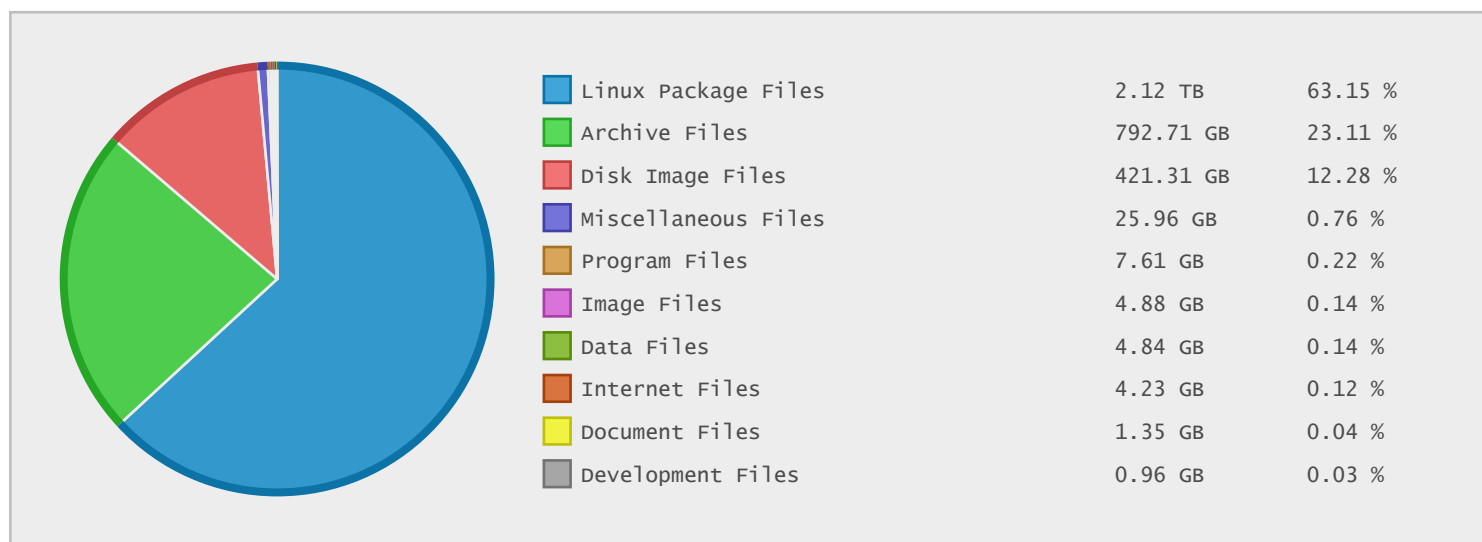 Linux Package Files 2.12 TB 63.15 %
Archive Files 792.71 GB 23.11 %
Disk Image Files 421.31 GB 12.28 %
Miscellaneous Files 25.96 GB 0.76 %
Program Files 7.61 GB 0.22 %
Image Files 4.88 GB 0.14 %
Data Files 4.84 GB 0.14 %
Internet Files 4.23 GB 0.12 %
Document Files 1.35 GB 0.04 %
Development Files 0.96 GB 0.03 %